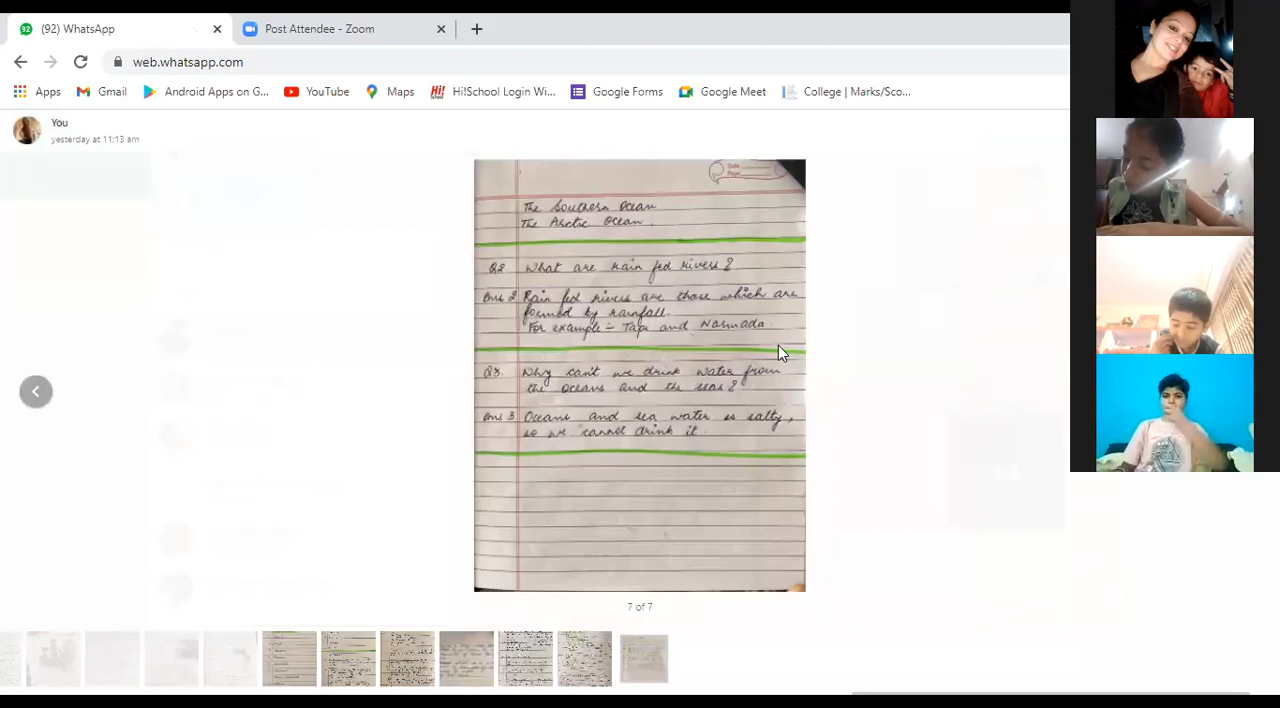 (92) WhatsApp
Post Attendee - Zoom
web.whatsapp.com
Apps
Gmail
Android Apps on G...
YouTube
Maps
Hi!School Login Wi...
Google Forms
Google Meet
College | Marks/Sco...
You
yesterday at 11:13 am
Date
Page
The Southern Ocean
The Arctic Ocean.
Q2 What are rain fed rivers?
Ans 2 Rain fed rivers are those which are
formed by rainfall.
For example - Tapi and Narmada.
Q3. Why can't we drink water from
the oceans and the seas?
Ans 3 Oceans and sea water is salty,
so we cannot drink it.
7 of 7